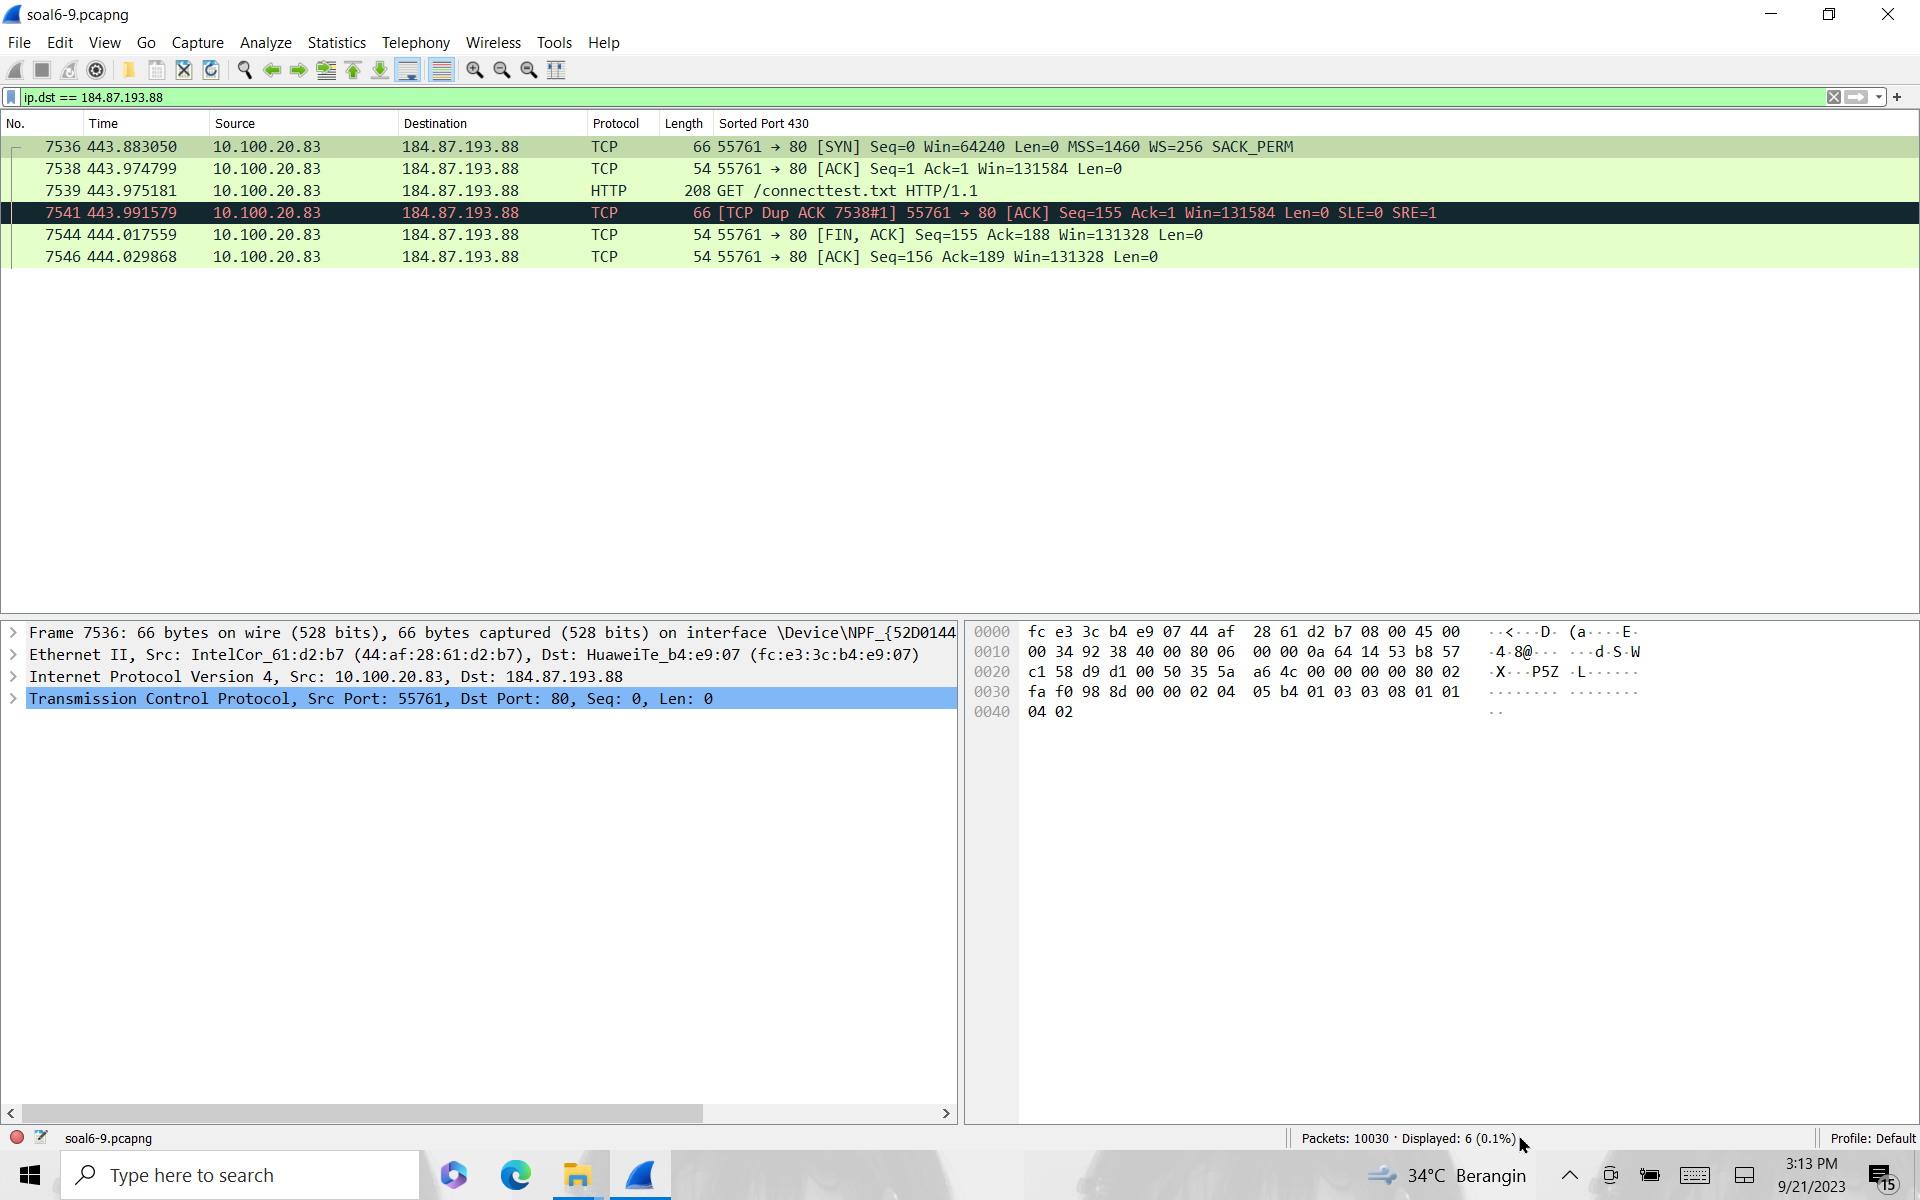 soal6-9.pcapng
File Edit View Go Capture Analyze Statistics Telephony Wireless Tools Help
ip.dst == 184.87.193.88
No. Time Source Destination Protocol Length Sorted Port 430
7536 443.883050 10.100.20.83 184.87.193.88 TCP 66 55761 → 80 [SYN] Seq=0 Win=64240 Len=0 MSS=1460 WS=256 SACK_PERM
7538 443.974799 10.100.20.83 184.87.193.88 TCP 54 55761 → 80 [ACK] Seq=1 Ack=1 Win=131584 Len=0
7539 443.975181 10.100.20.83 184.87.193.88 HTTP 208 GET /connecttest.txt HTTP/1.1
7541 443.991579 10.100.20.83 184.87.193.88 TCP 66 [TCP Dup ACK 7538#1] 55761 → 80 [ACK] Seq=155 Ack=1 Win=131584 Len=0 SLE=0 SRE=1
7544 444.017559 10.100.20.83 184.87.193.88 TCP 54 55761 → 80 [FIN, ACK] Seq=155 Ack=188 Win=131328 Len=0
7546 444.029868 10.100.20.83 184.87.193.88 TCP 54 55761 → 80 [ACK] Seq=156 Ack=189 Win=131328 Len=0
Frame 7536: 66 bytes on wire (528 bits), 66 bytes captured (528 bits) on interface \Device\NPF_{52D0144
Ethernet II, Src: IntelCor_61:d2:b7 (44:af:28:61:d2:b7), Dst: HuaweiTe_b4:e9:07 (fc:e3:3c:b4:e9:07)
Internet Protocol Version 4, Src: 10.100.20.83, Dst: 184.87.193.88
Transmission Control Protocol, Src Port: 55761, Dst Port: 80, Seq: 0, Len: 0
0000 fc e3 3c b4 e9 07 44 af 28 61 d2 b7 08 00 45 00 ··<···D· (a····E·
0010 00 34 92 38 40 00 80 06 00 00 0a 64 14 53 b8 57 ·4·8@··· ···d·S·W
0020 c1 58 d9 d1 00 50 35 5a a6 4c 00 00 00 00 80 02 ·X···P5Z ·L······
0030 fa f0 98 8d 00 00 02 04 05 b4 01 03 03 08 01 01 ········ ········
0040 04 02 ··
soal6-9.pcapng
Packets: 10030 · Displayed: 6 (0.1%)
Profile: Default
Type here to search
34°C Berangin
3:13 PM
9/21/2023
15